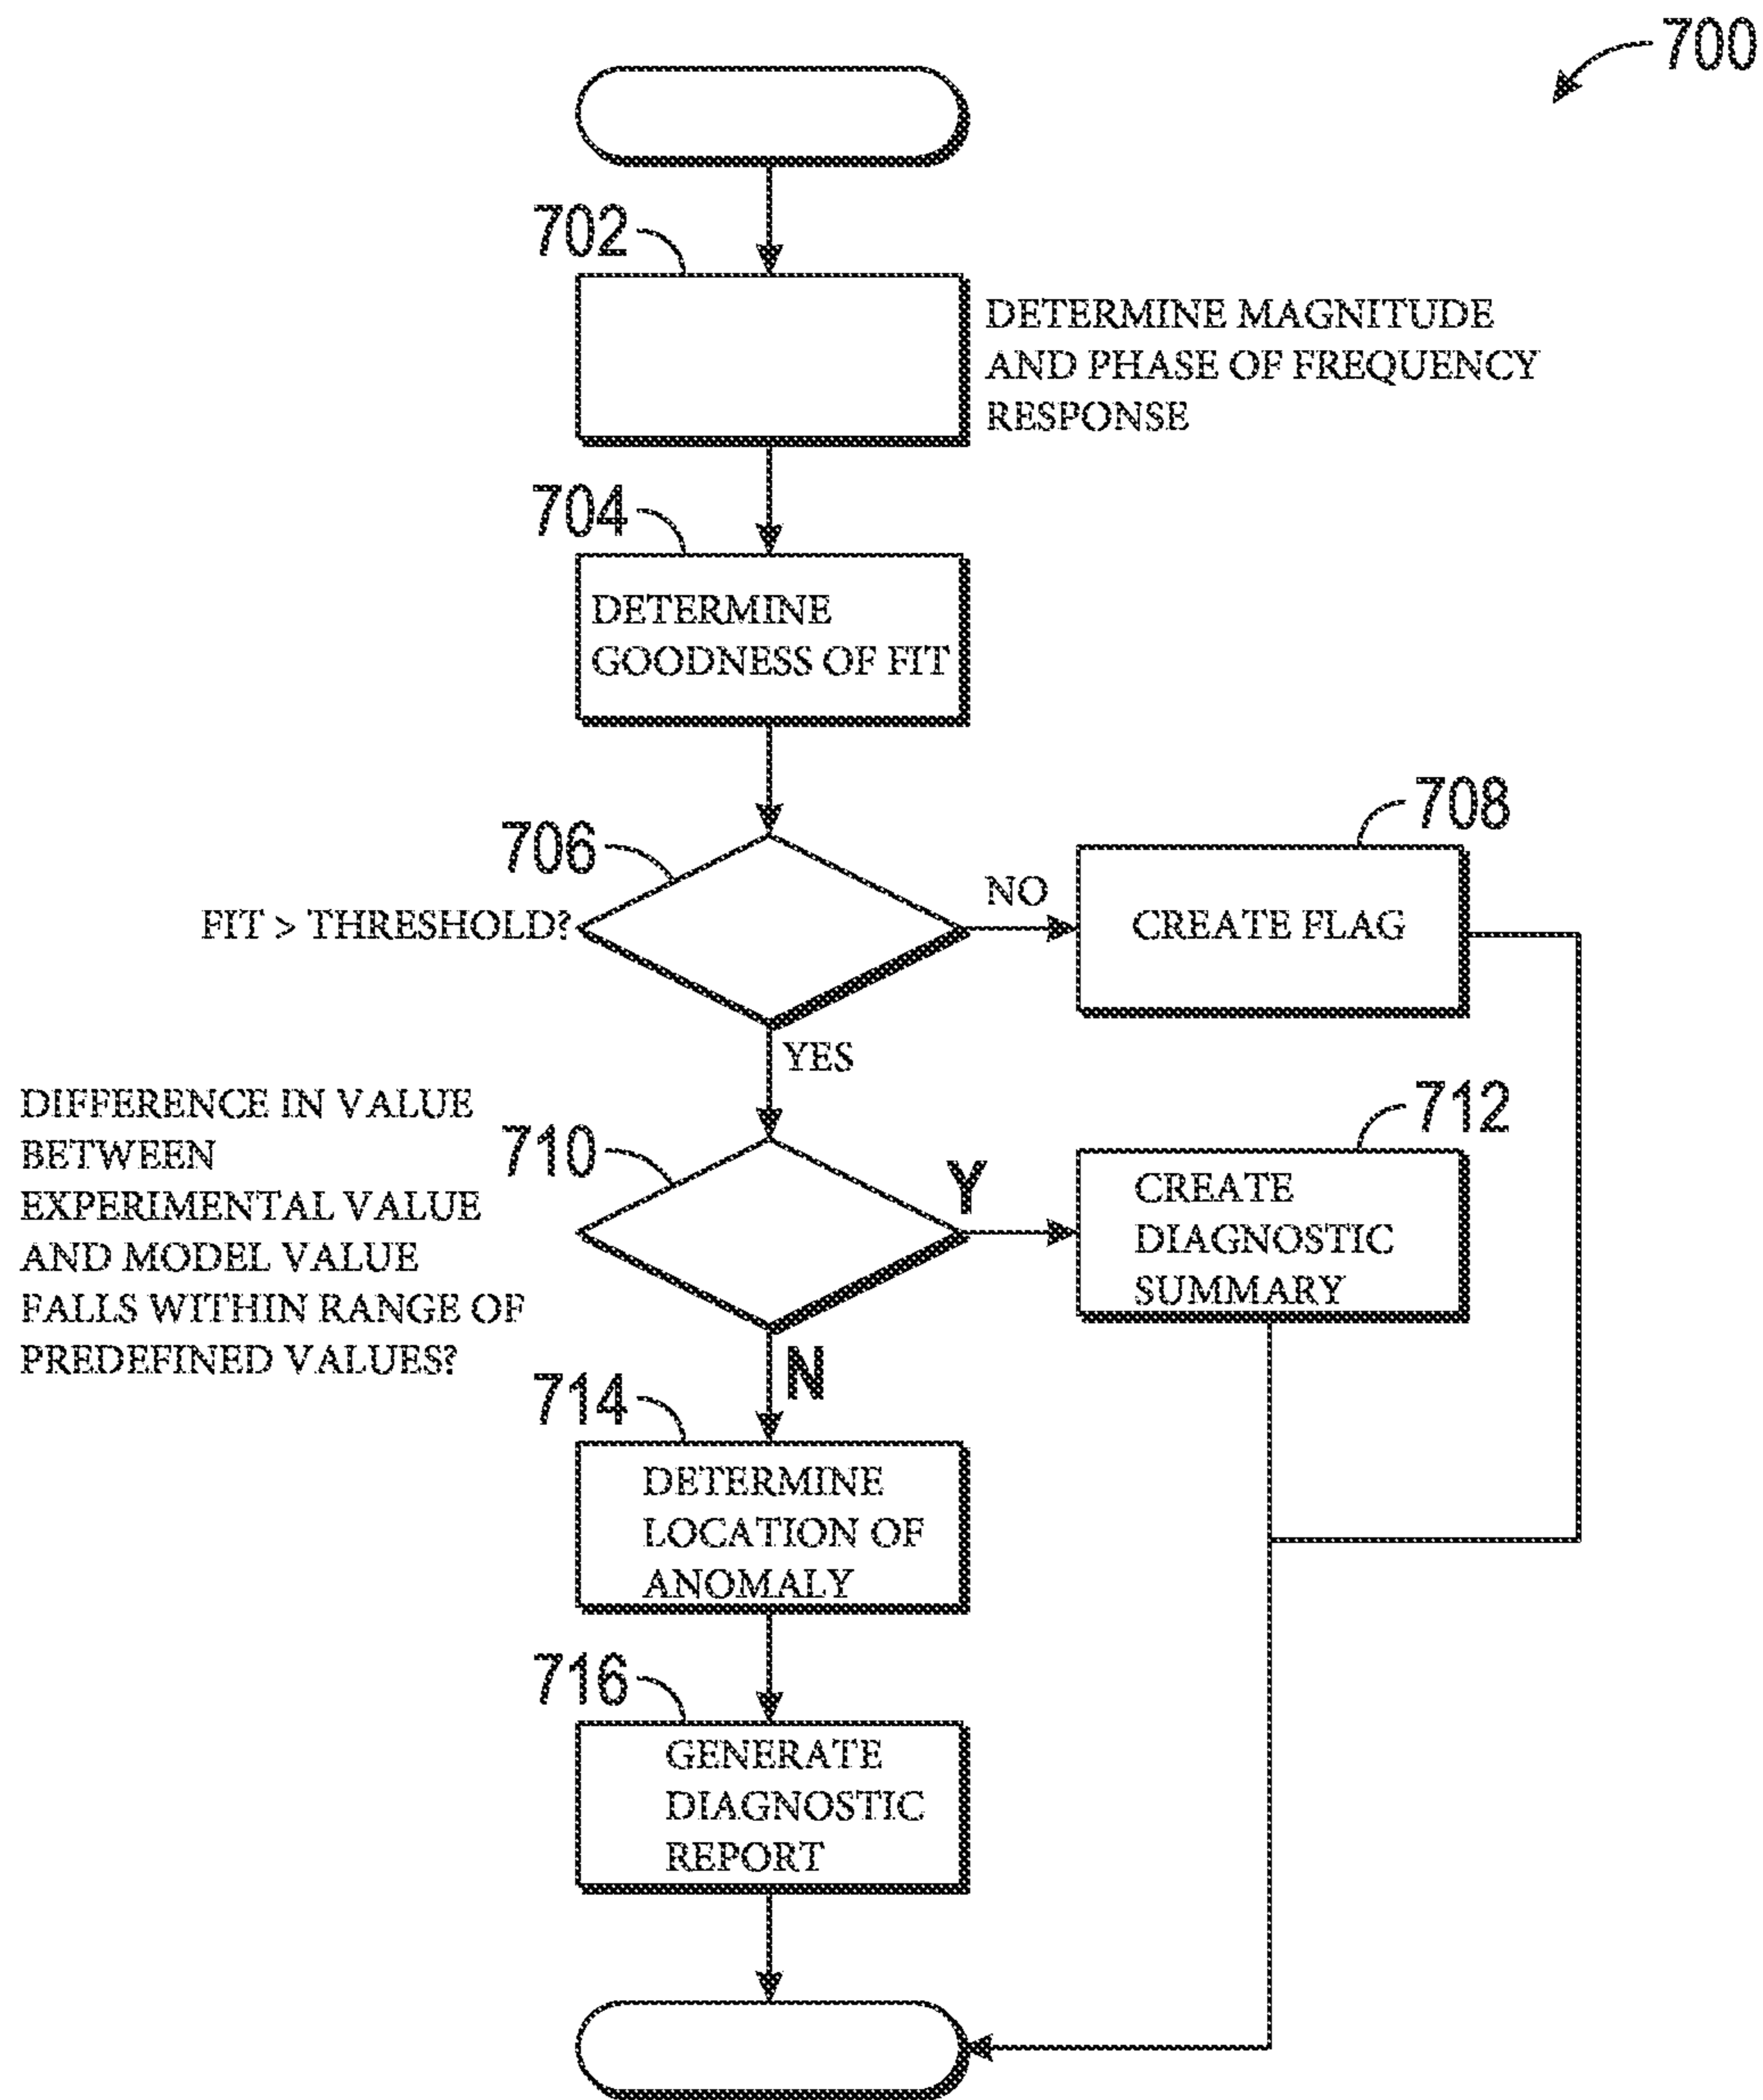 700
702
DETERMINE MAGNITUDE
AND PHASE OF FREQUENCY
RESPONSE
704
DETERMINE
GOODNESS OF FIT
706
FIT > THRESHOLD?
NO
708
CREATE FLAG
YES
DIFFERENCE IN VALUE
BETWEEN
EXPERIMENTAL VALUE
AND MODEL VALUE
FALLS WITHIN RANGE OF
PREDEFINED VALUES?
710
Y
712
CREATE
DIAGNOSTIC
SUMMARY
N
714
DETERMINE
LOCATION OF
ANOMALY
716
GENERATE
DIAGNOSTIC
REPORT